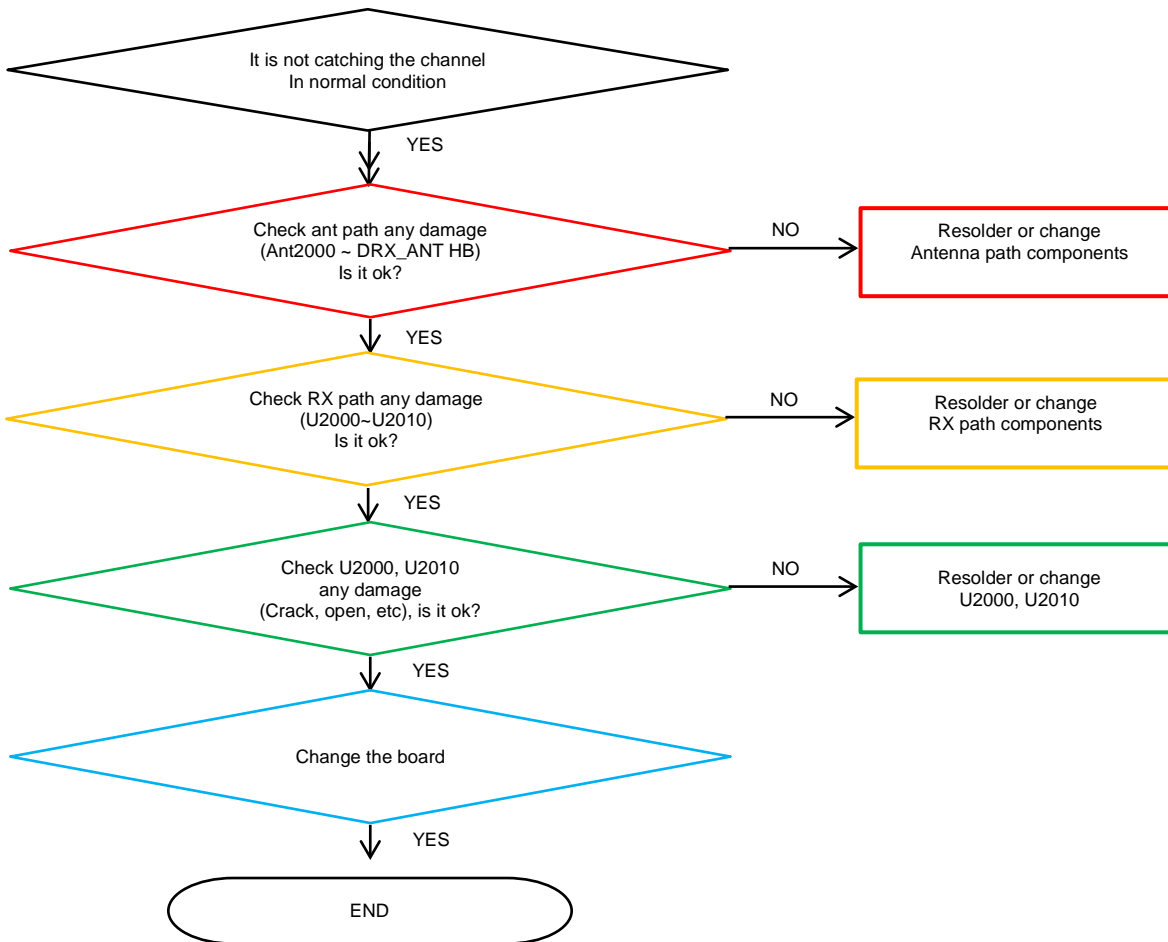 It is not catching the channel
In normal condition
YES
Check ant path any damage
(Ant2000 ~ DRX_ANT HB)
Is it ok?
NO
Resolder or change
Antenna path components
YES
Check RX path any damage
(U2000~U2010)
Is it ok?
NO
Resolder or change
RX path components
YES
Check U2000, U2010
any damage
(Crack, open, etc), is it ok?
NO
Resolder or change
U2000, U2010
YES
Change the board
YES
END